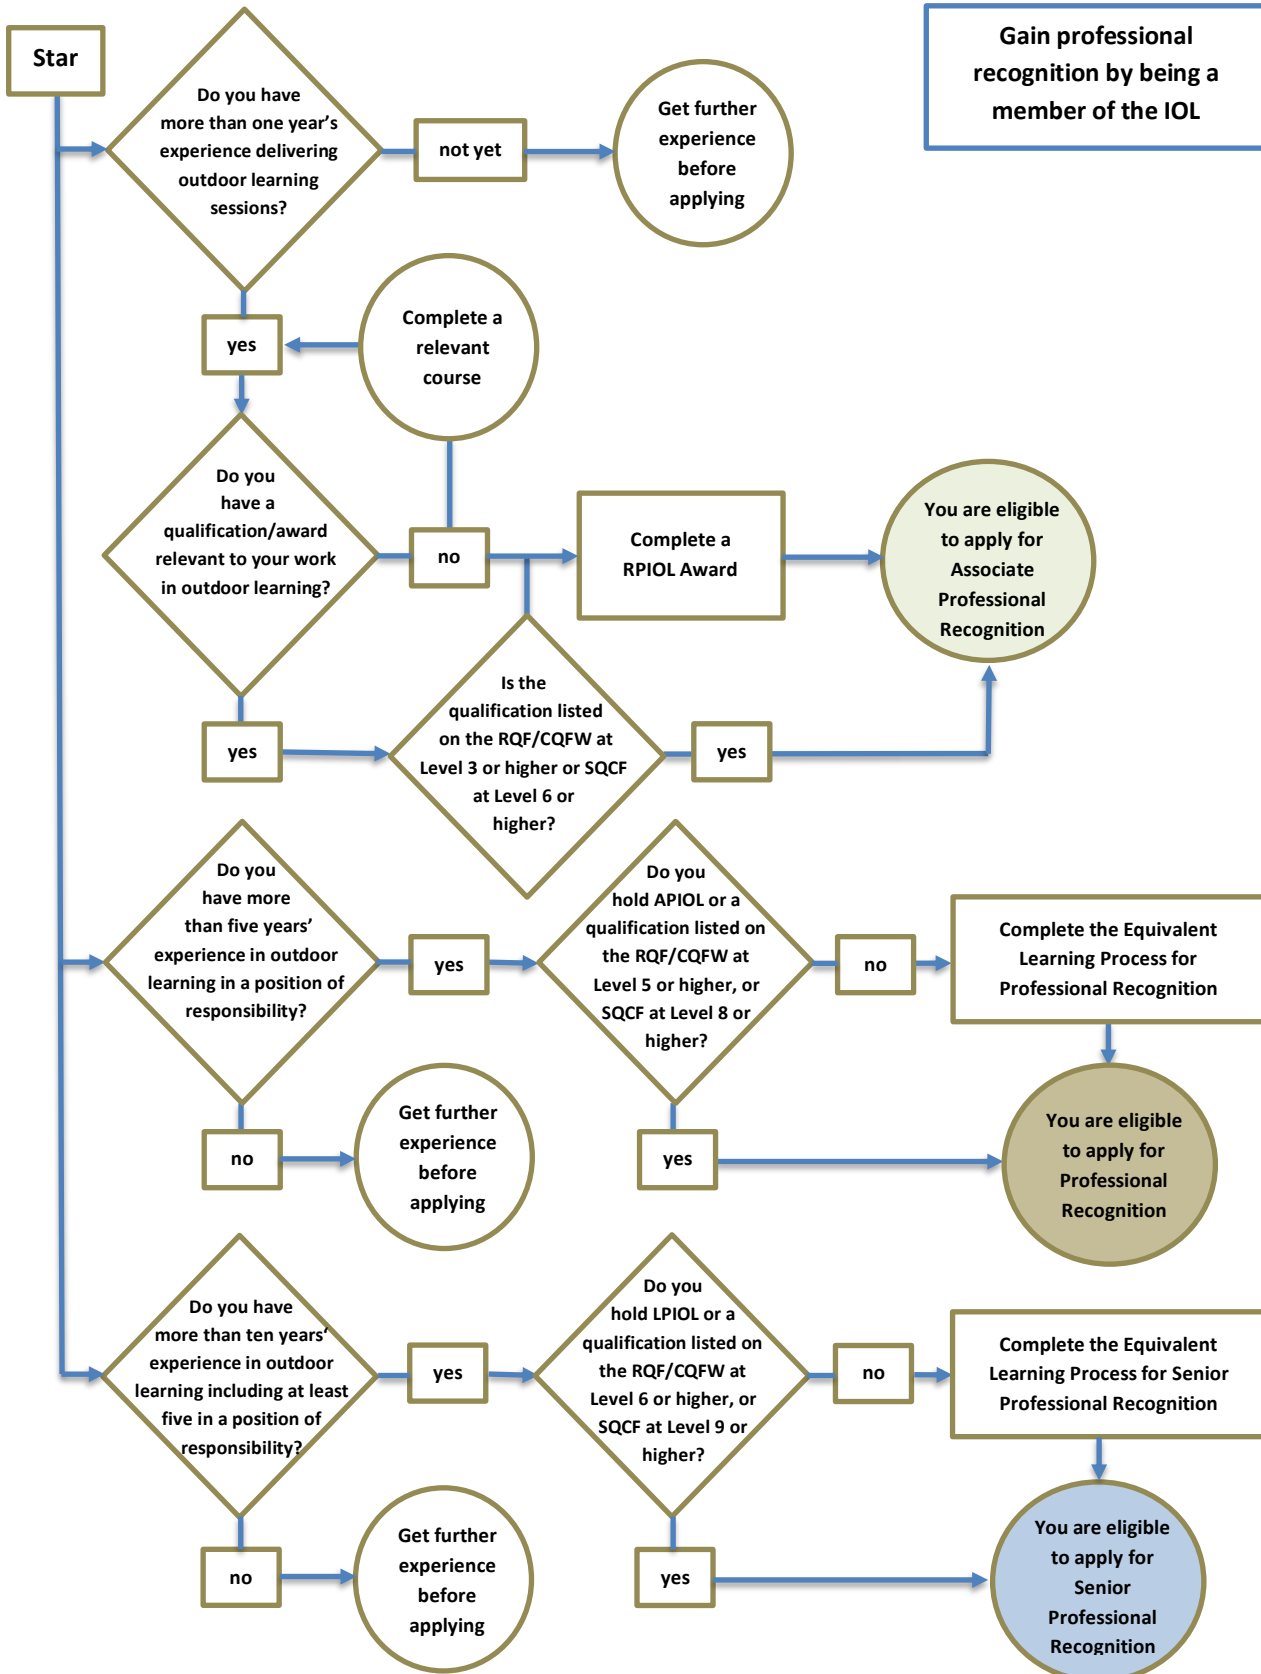 Star
Gain professional
recognition by being a
member of the IOL
Do you have
more than one year's
experience delivering
outdoor learning
sessions?
not yet
Get further
experience
before
applying
yes
Complete a
relevant
course
Do you
have a
qualification/award
relevant to your work
in outdoor learning?
no
Complete a
RPIOL Award
You are eligible
to apply for
Associate
Professional
Recognition
yes
Is the
qualification listed
on the RQF/CQFW at
Level 3 or higher or SQCF
at Level 6 or
higher?
yes
Do you
have more
than five years'
experience in outdoor
learning in a position of
responsibility?
yes
Do you
hold APIOL or a
qualification listed on
the RQF/CQFW at
Level 5 or higher, or
SQCF at Level 8 or
higher?
no
Complete the Equivalent
Learning Process for
Professional Recognition
no
Get further
experience
before
applying
yes
You are eligible
to apply for
Professional
Recognition
Do you have
more than ten years‘
experience in outdoor
learning including at least
five in a position of
responsibility?
yes
Do you
hold LPIOL or a
qualification listed on
the RQF/CQFW at
Level 6 or higher, or
SQCF at Level 9 or
higher?
no
Complete the Equivalent
Learning Process for Senior
Professional Recognition
no
Get further
experience
before
applying
yes
You are eligible
to apply for
Senior
Professional
Recognition